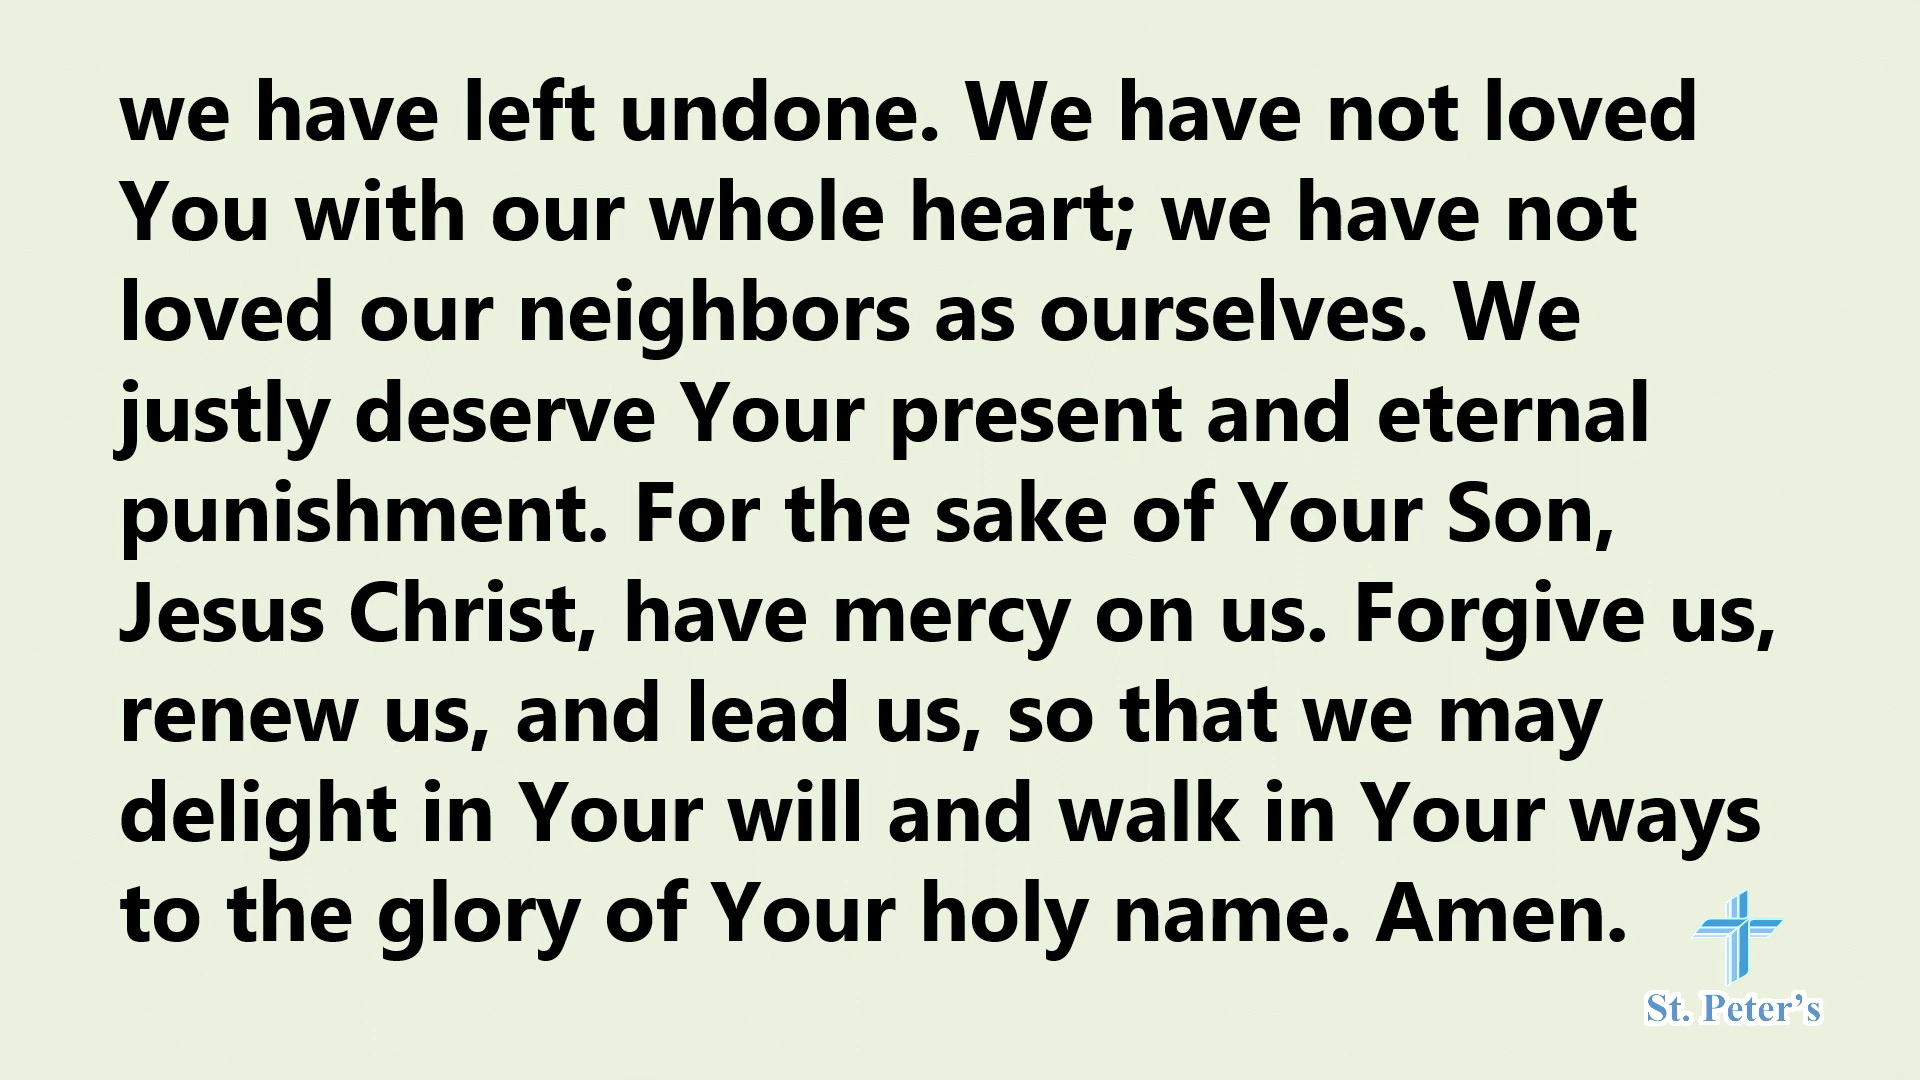 we have left undone. We have not loved
You with our whole heart; we have not
loved our neighbors as ourselves. We
justly deserve Your present and eternal
punishment. For the sake of Your Son,
Jesus Christ, have mercy on us. Forgive us,
renew us, and lead us, so that we may
delight in Your will and walk in Your ways
to the glory of Your holy name. Amen.
St. Peter’s